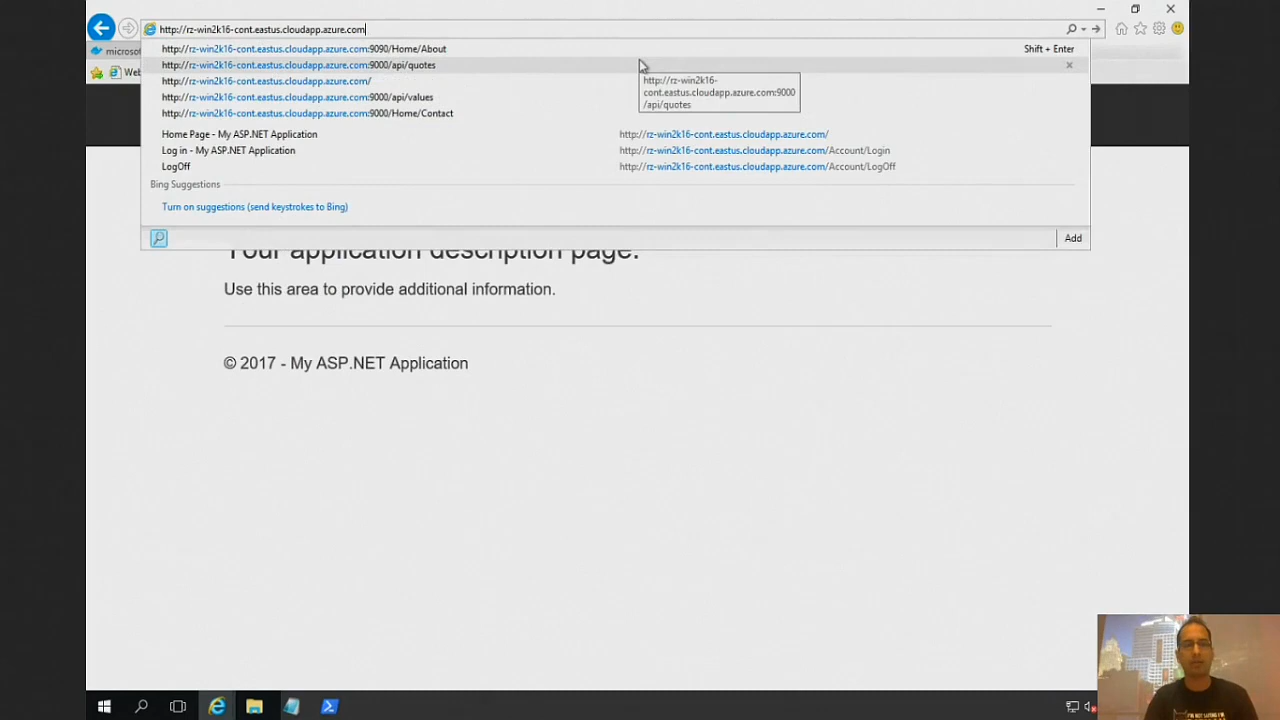 http://rz-win2k16-cont.eastus.cloudapp.azure.com
microsof
http://rz-win2k16-cont.eastus.cloudapp.azure.com:9090/Home/About
Shift + Enter
Web
http://rz-win2k16-cont.eastus.cloudapp.azure.com:9000/api/quotes
http://rz-win2k16-cont.eastus.cloudapp.azure.com/
http://rz-win2k16-
cont.eastus.cloudapp.azure.com:9000
/api/quotes
http://rz-win2k16-cont.eastus.cloudapp.azure.com:9000/api/values
http://rz-win2k16-cont.eastus.cloudapp.azure.com:9000/Home/Contact
Home Page - My ASP.NET Application http://rz-win2k16-cont.eastus.cloudapp.azure.com/
Log in - My ASP.NET Application http://rz-win2k16-cont.eastus.cloudapp.azure.com/Account/Login
LogOff http://rz-win2k16-cont.eastus.cloudapp.azure.com/Account/LogOff
Bing Suggestions
Turn on suggestions (send keystrokes to Bing)
Add
Your application description page.
Use this area to provide additional information.
© 2017 - My ASP.NET Application